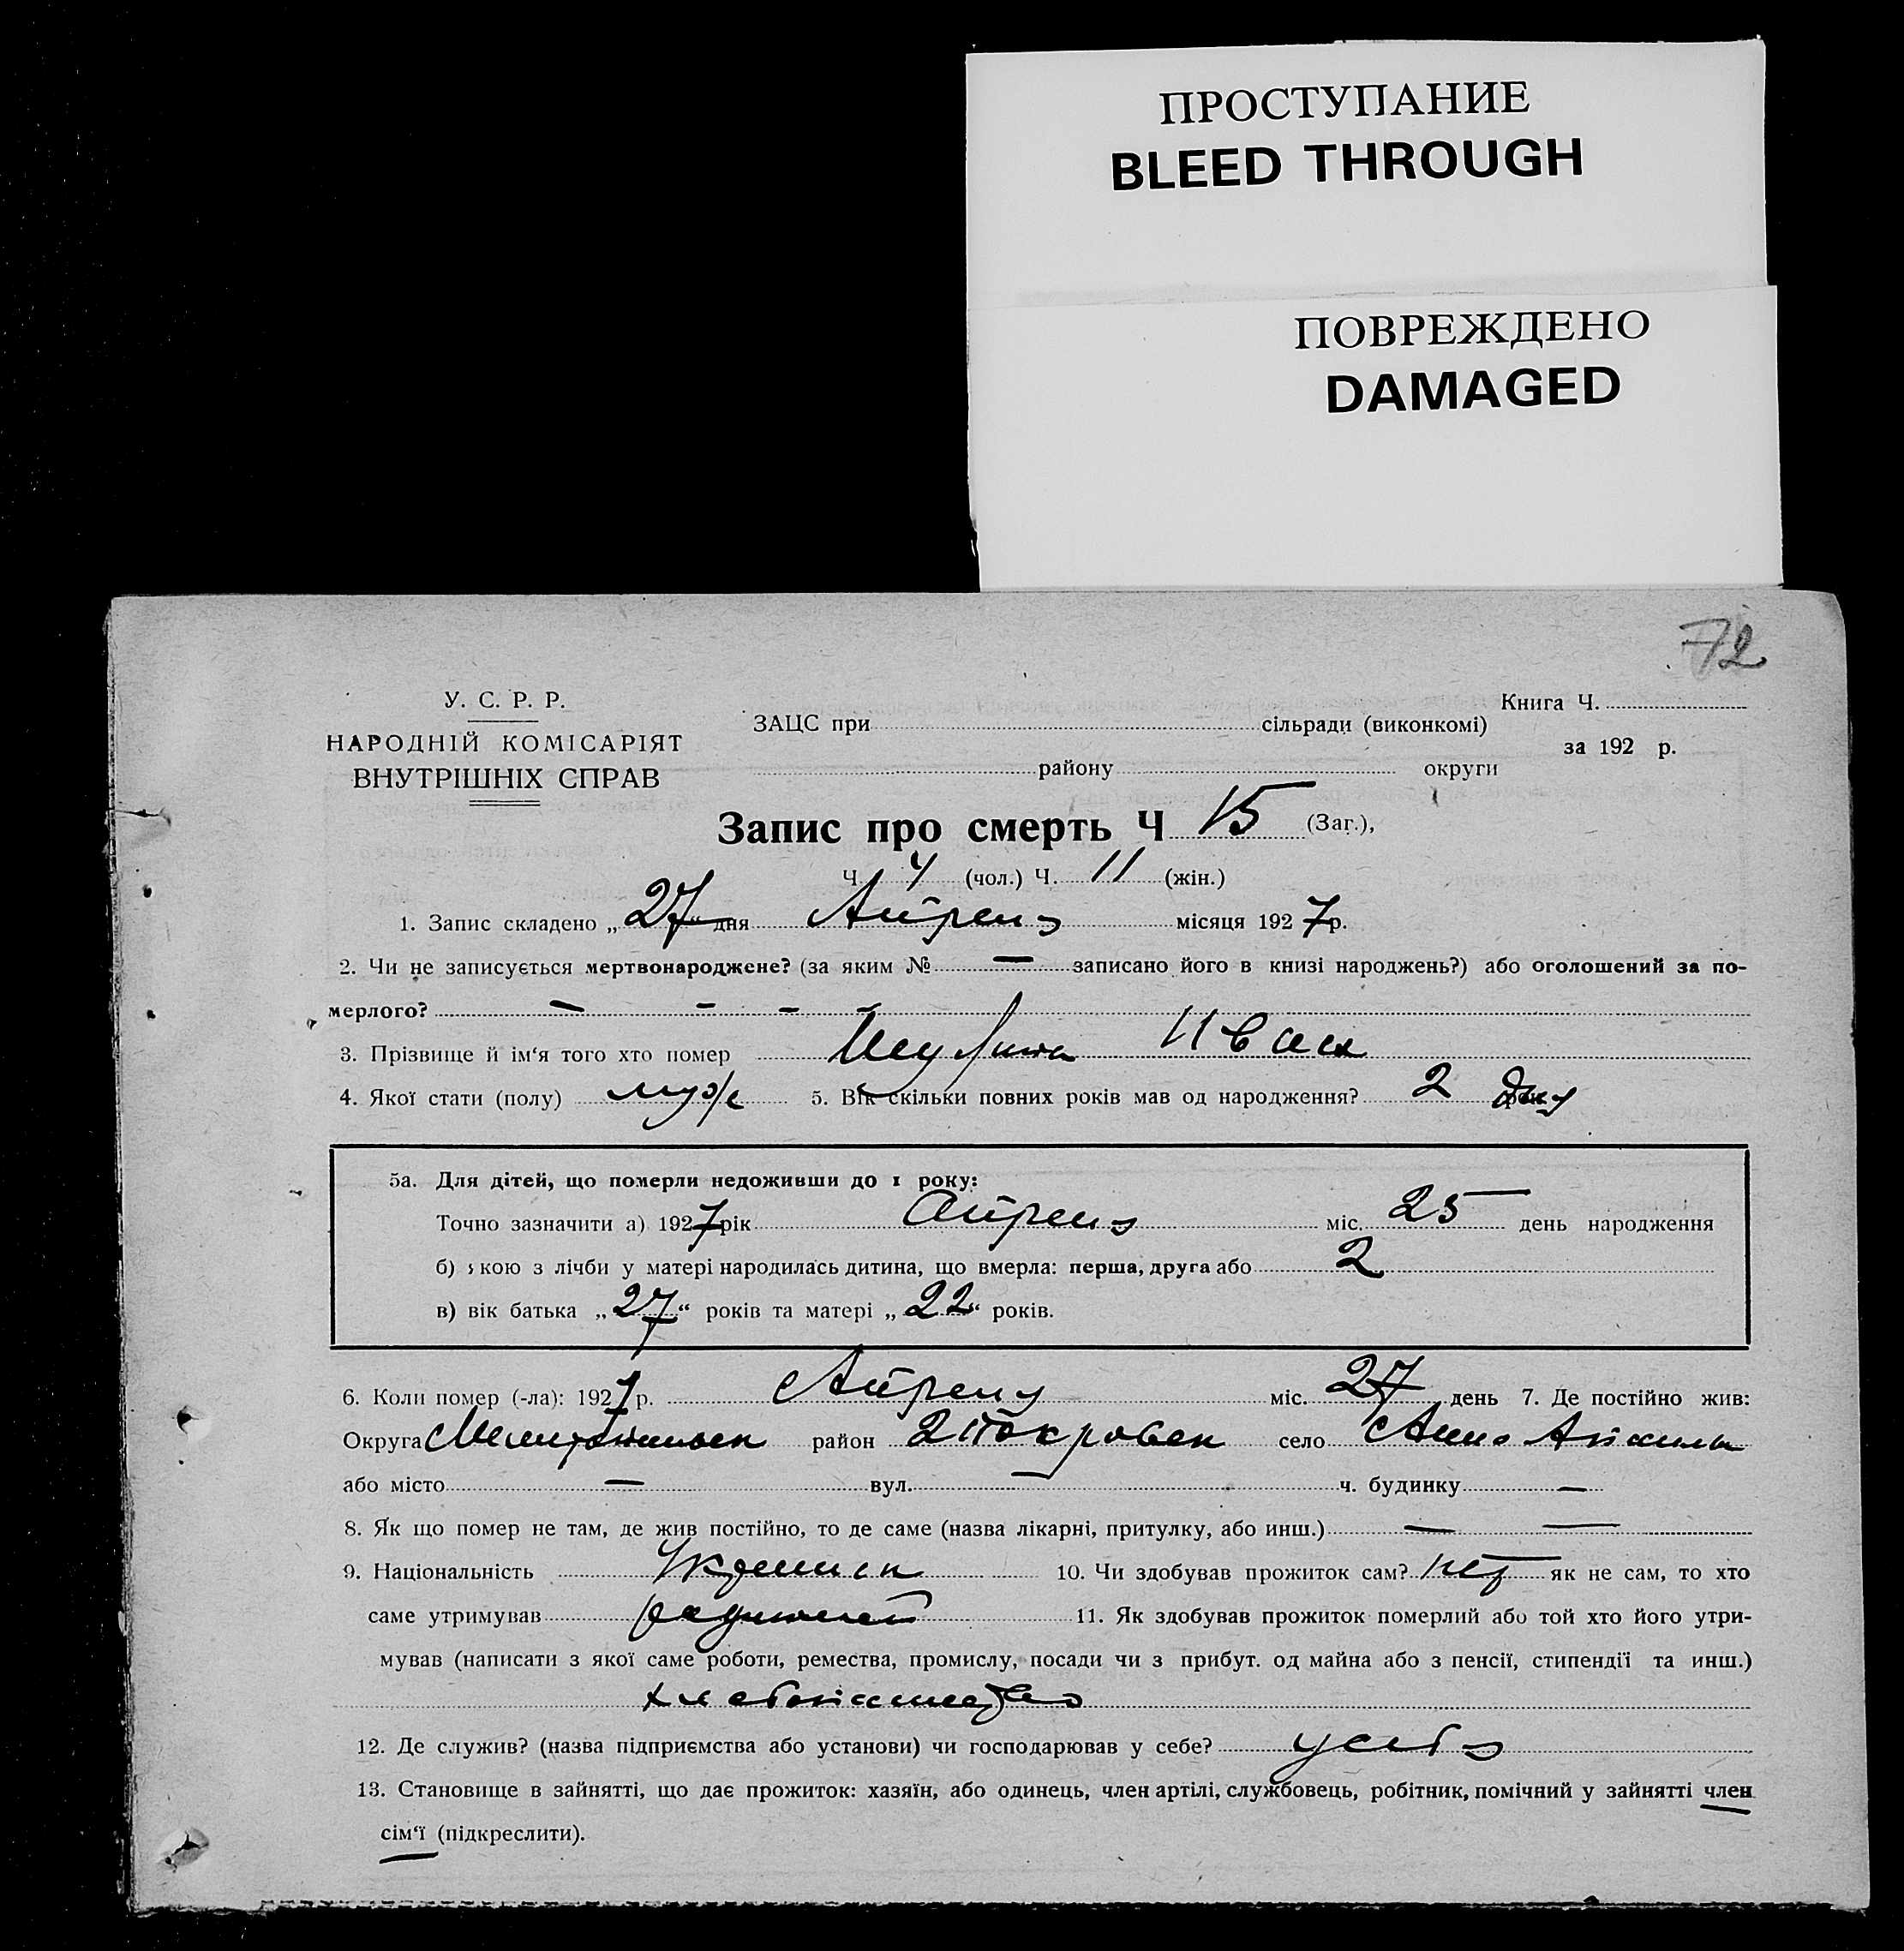 ПРОСТУПАНИЕ
BLEED THROUGH
ПОВРЕЖДЕНО
DAMAGED
72
У. С. Р. Р.
НАРОДНІЙ КОМІСАРІЯТ
ВНУТРІШНІХ СПРАВ
Книга Ч.
ЗАЦС при сільради (виконкомі)
за 192 р.
району округи
Запис про смерть Ч 15 (Заг.),
Ч 4 (чол.) Ч. 11 (жін.)
1. Запис складено „27“ дня Апреля місяця 1927 р.
2. Чи не записується мертвонароджене? (за яким № — записано його в книзі народжень?) або оголошений за по-
мерлого? — - - -
3. Прізвище й ім‘я того хто помер Иван
4. Якої стати (полу) муж 5. Вік скільки повних років мав од народження? 2 дня
5а. Для дітей, що померли недоживши до 1 року:
Точно зазначити а) 1927 рік Апреля міс. 25 день народження
б) якою з лічби у матері народилась дитина, що вмерла: перша, друга або 2
в) вік батька „27“ років та матері „22“ років.
6. Коли помер (-ла): 1927 р. Апреля міс. 27 день 7. Де постійно жив:
Округа район 2 Покровск село
або місто — вул. — ч. будинку —
8. Як що помер не там, де жив постійно, то де саме (назва лікарні, притулку, або инш.) — —
9. Національність 10. Чи здобував прожиток сам? нет як не сам, то хто
саме утримував 11. Як здобував прожиток померлий або той хто його утри-
мував (написати з якої саме роботи, ремества, промислу, посади чи з прибут. од майна або з пенсії, стипендії та инш.)
хлебопашество
12. Де служив? (назва підприємства або установи) чи господарював у себе? у себя
13. Становище в зайнятті, що дає прожиток: хазяїн, або одинець, член артілі, службовець, робітник, помічний у зайнятті член
сім‘ї (підкреслити).